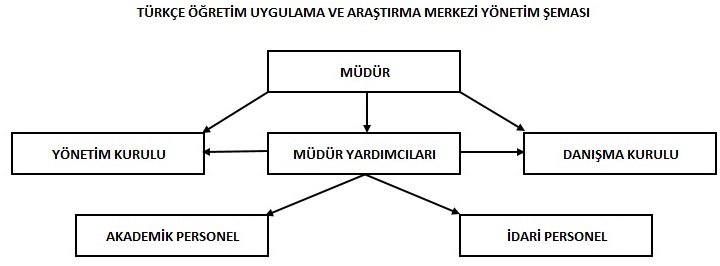 TÜRKÇE ÖĞRETİM UYGULAMA VE ARAŞTIRMA MERKEZİ YÖNETİM ŞEMASI
MÜDÜR
YÖNETİM KURULU
MÜDÜR YARDIMCILARI
DANIŞMA KURULU
AKADEMİK PERSONEL
İDARİ PERSONEL